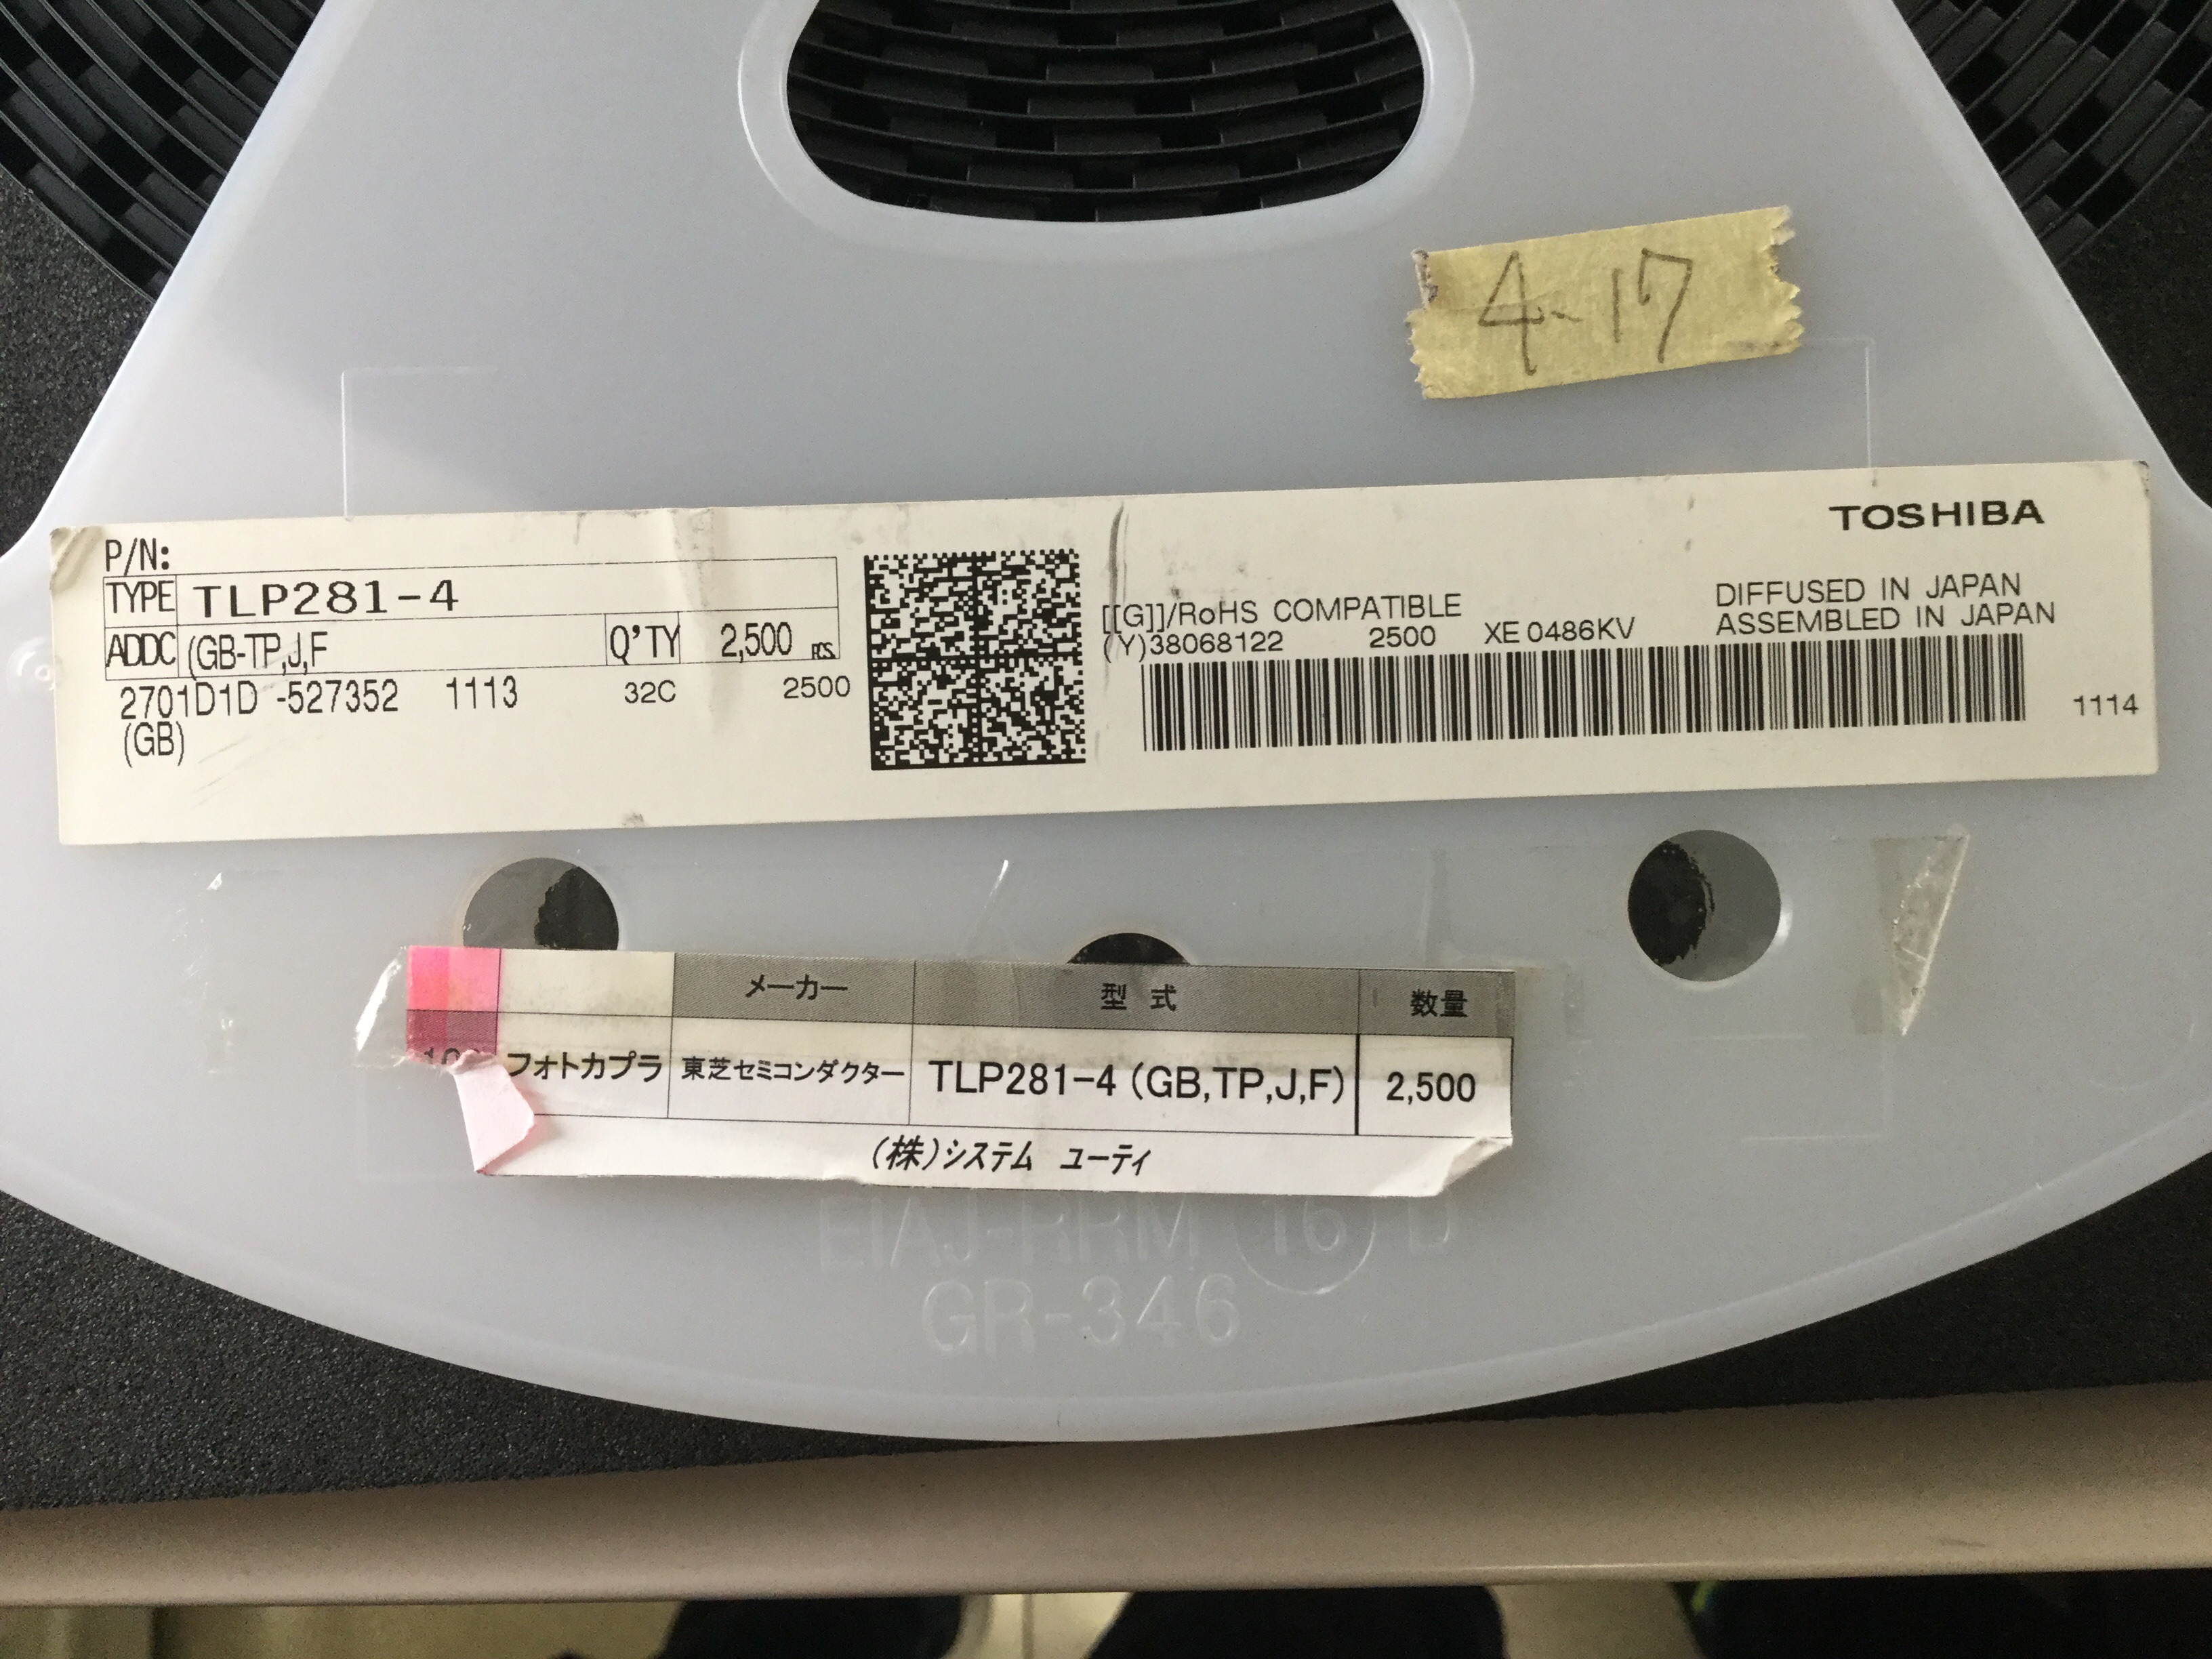 4-17
TOSHIBA
P/N:
TYPE TLP281-4
ADDC (GB-TP,J,F Q'TY 2,500 PCS.
2701D1D -527352 1113 32C 2500
(GB)
[[G]]/RoHS COMPATIBLE
(Y)38068122 2500 XE 0486KV
DIFFUSED IN JAPAN
ASSEMBLED IN JAPAN
1114
メーカー 型 式 数量
フォトカプラ 東芝セミコンダクター TLP281-4 (GB,TP,J,F) 2,500
(株)システム ユーティ
EIAJ-RRM 16 D
GR-346